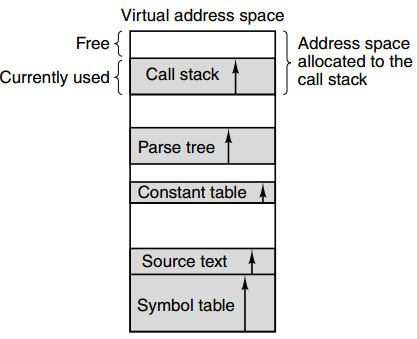 Virtual address space
Free
Currently used
Address space
allocated to the
call stack
Call stack
Parse tree
Constant table
Source text
Symbol table